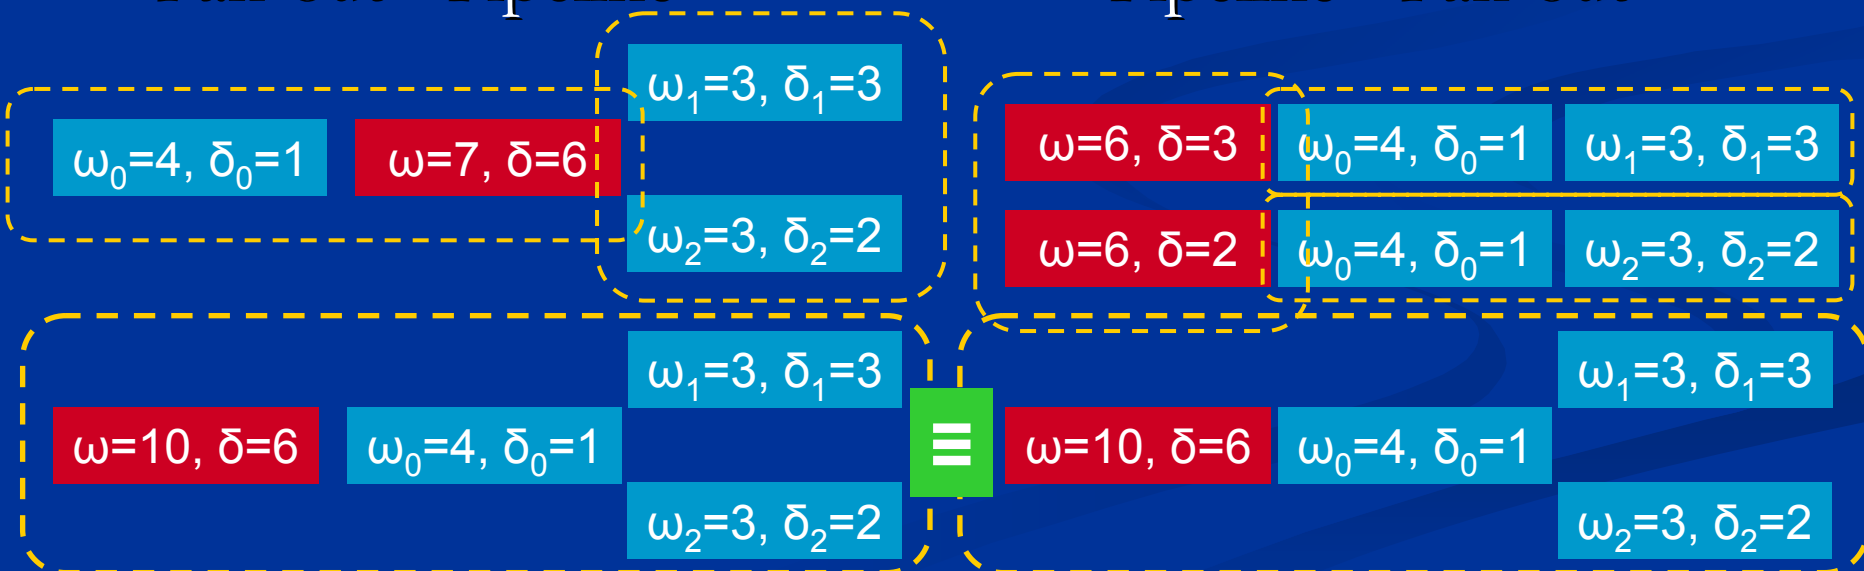 ω₁=3, δ₁=3
ω₀=4, δ₀=1
ω=7, δ=6
ω₂=3, δ₂=2
ω=6, δ=3
ω₀=4, δ₀=1
ω₁=3, δ₁=3
ω=6, δ=2
ω₀=4, δ₀=1
ω₂=3, δ₂=2
ω₁=3, δ₁=3
ω=10, δ=6
ω₀=4, δ₀=1
ω₂=3, δ₂=2
≡
ω₁=3, δ₁=3
ω=10, δ=6
ω₀=4, δ₀=1
ω₂=3, δ₂=2